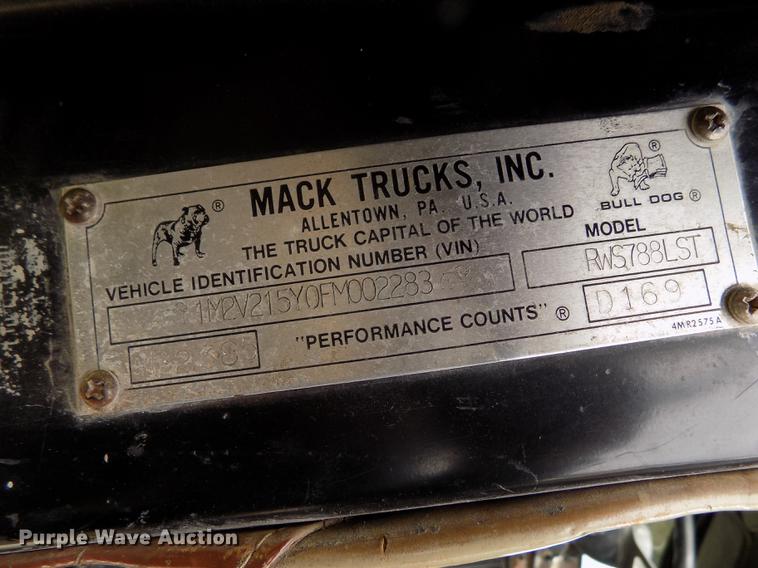 MACK TRUCKS, INC.
ALLENTOWN, PA. U.S.A.
THE TRUCK CAPITAL OF THE WORLD
®
®
BULL DOG ®
VEHICLE IDENTIFICATION NUMBER (VIN)
MODEL
1M2V215Y0FM002283
RWS788LST
"PERFORMANCE COUNTS" ®
D169
4MR2575A
Purple Wave Auction